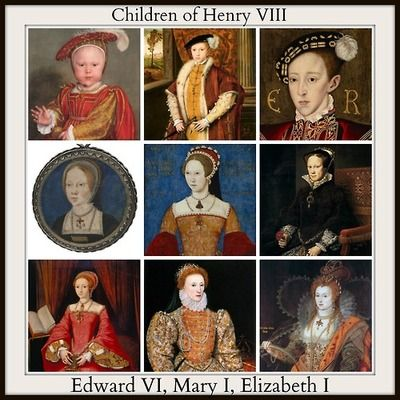 Children of Henry VIII
E R
Edward VI, Mary I, Elizabeth I